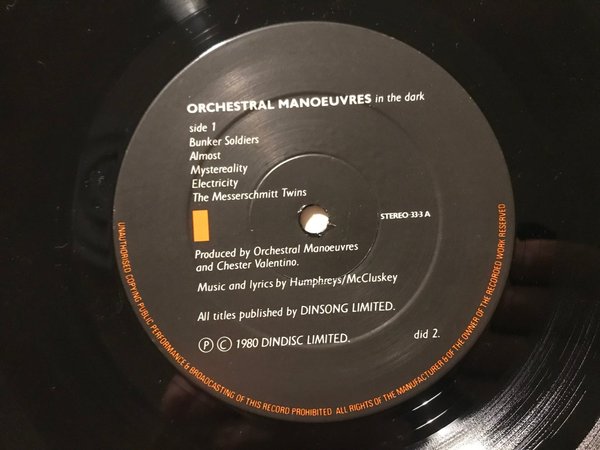 ORCHESTRAL MANOEUVRES in the dark
side 1
Bunker Soldiers
Almost
Mystereality
Electricity
The Messerschmitt Twins
STEREO·33·3 A
Produced by Orchestral Manoeuvres
and Chester Valentino.
Music and lyrics by Humphreys/McCluskey
All titles published by DINSONG LIMITED.
Ⓟ Ⓒ 1980 DINDISC LIMITED.
did 2.
UNAUTHORISED COPYING PUBLIC PERFORMANCE & BROADCASTING OF THIS RECORD PROHIBITED ALL RIGHTS OF THE MANUFACTURER & OF THE OWNER OF THE RECORDED WORK RESERVED